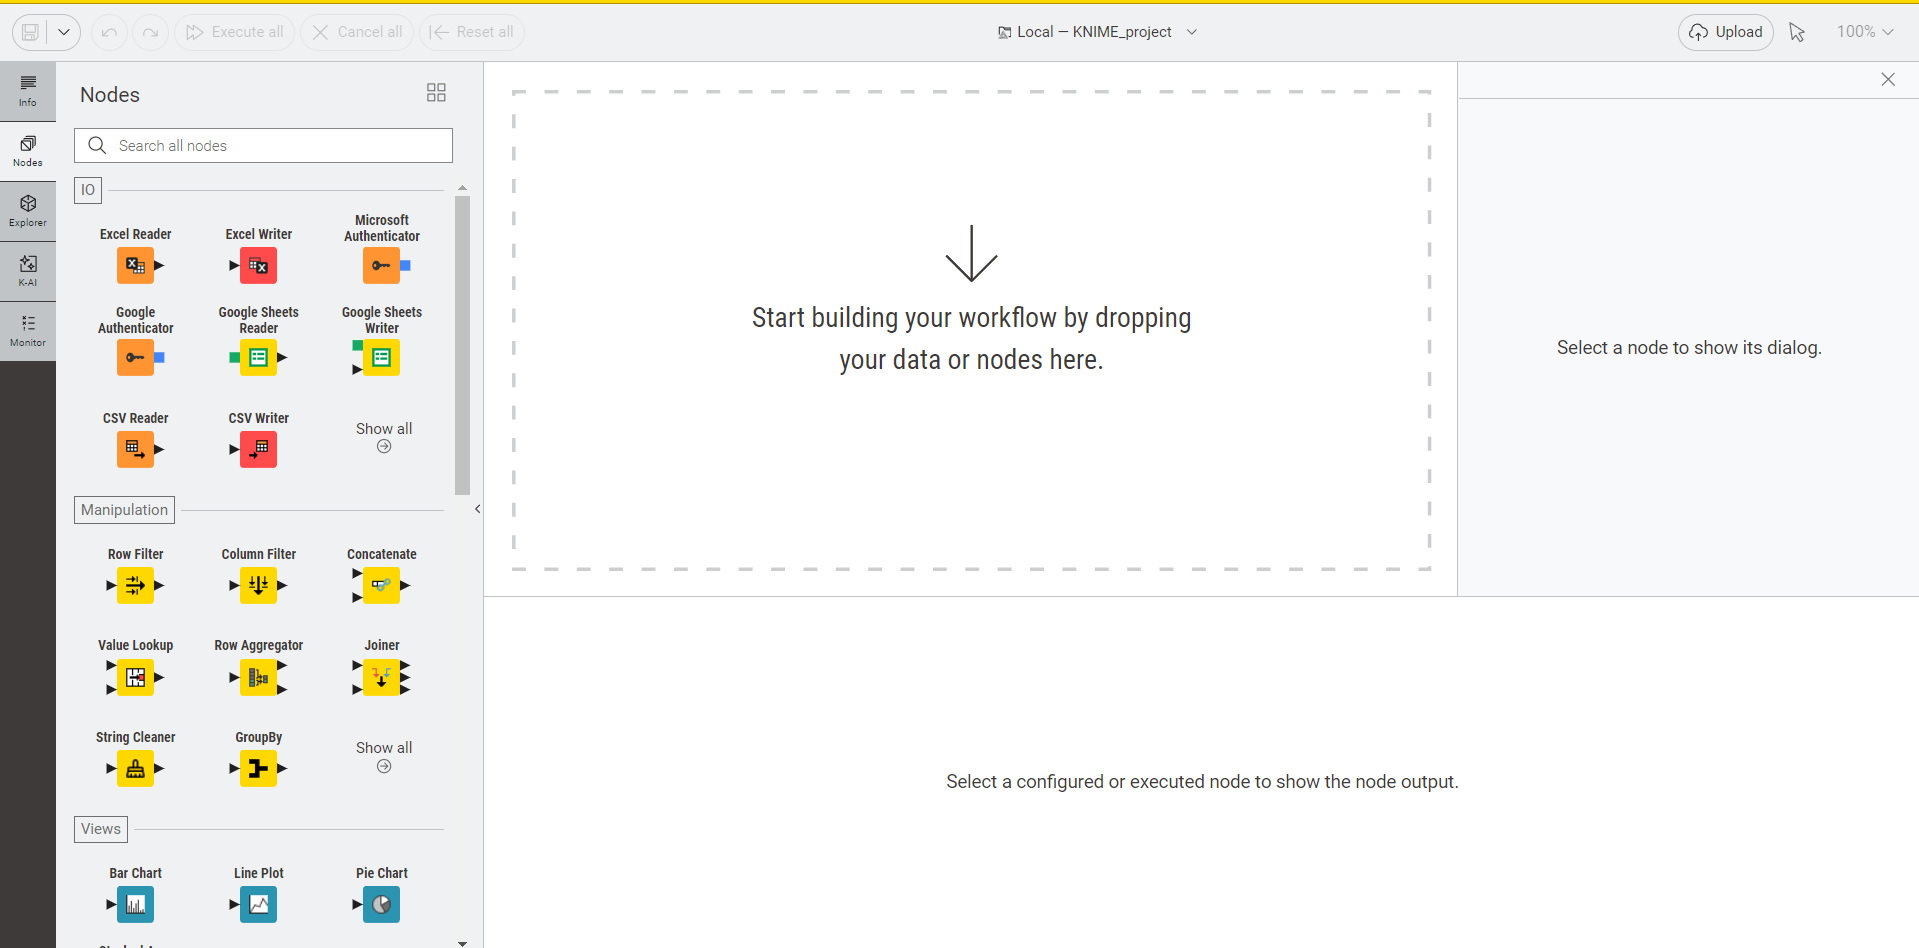 Execute all
Cancel all
Reset all
Local — KNIME_project
Upload
100%
Info
Nodes
Explorer
K-AI
Monitor
Nodes
Search all nodes
IO
Excel Reader
Excel Writer
Microsoft
Authenticator
Google
Authenticator
Google Sheets
Reader
Google Sheets
Writer
CSV Reader
CSV Writer
Show all
Manipulation
Row Filter
Column Filter
Concatenate
Value Lookup
Row Aggregator
Joiner
String Cleaner
GroupBy
Show all
Views
Bar Chart
Line Plot
Pie Chart
Start building your workflow by dropping
your data or nodes here.
Select a node to show its dialog.
Select a configured or executed node to show the node output.